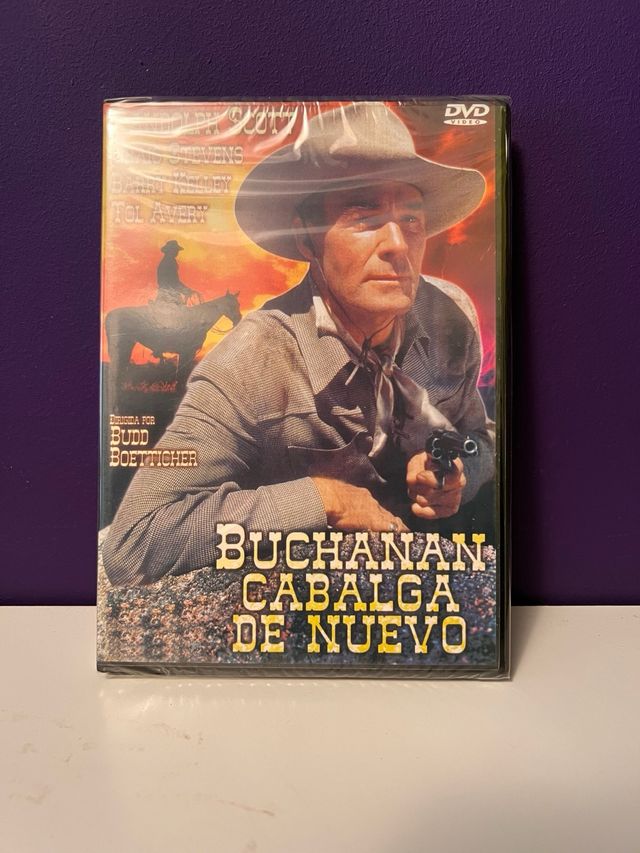 RANDOLPH SCOTT
CRAIG STEVENS
BARRY KELLEY
TOL AVERY
DVD
VIDEO
DIRIGIDA POR
BUDD
BOETTICHER
BUCHANAN
CABALGA
DE NUEVO